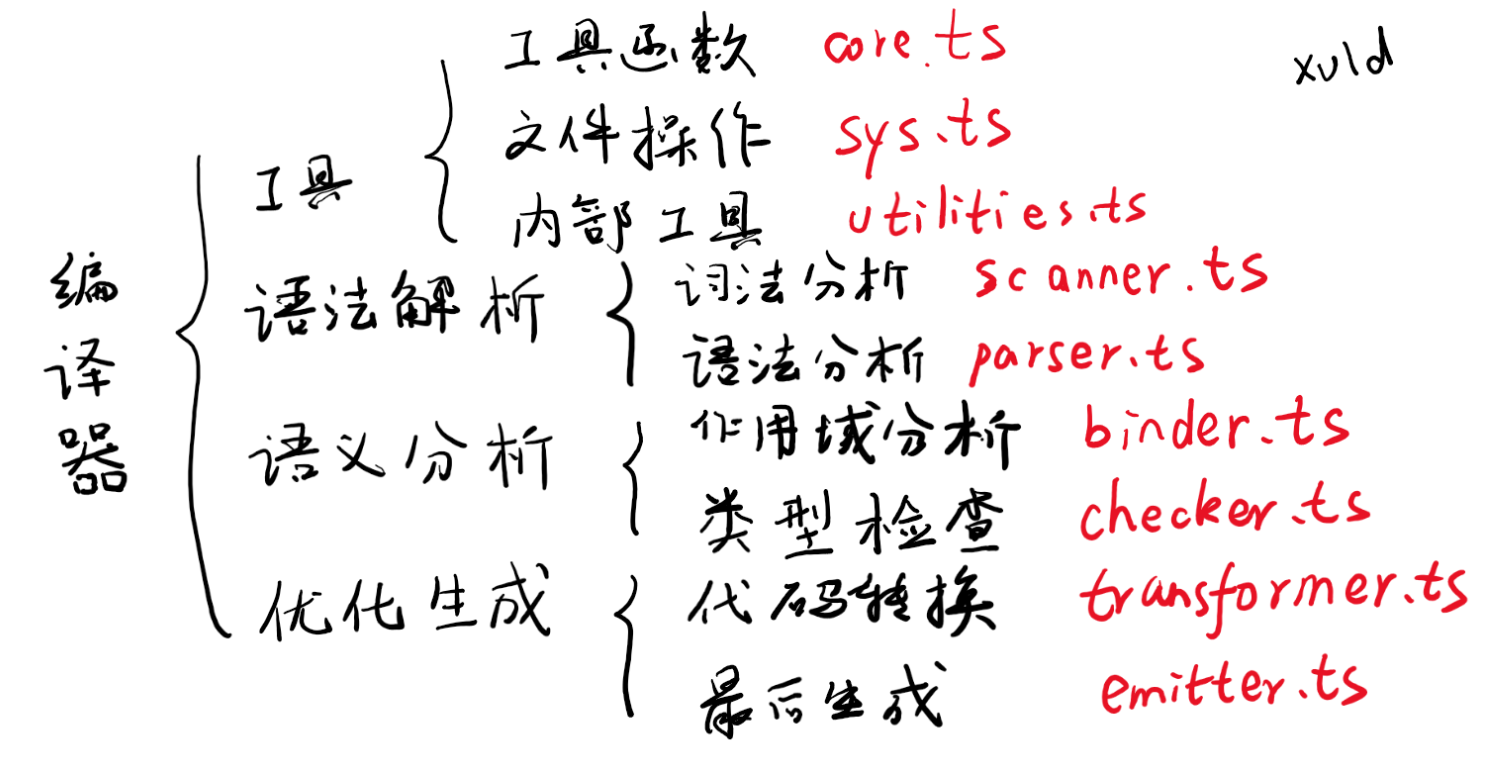 xuld
编译器
工具
工具函数 core.ts
文件操作 sys.ts
内部工具 utilities.ts
语法解析
词法分析 scanner.ts
语法分析 parser.ts
语义分析
作用域分析 binder.ts
类型检查 checker.ts
优化生成
代码转换 transformer.ts
最后生成 emitter.ts